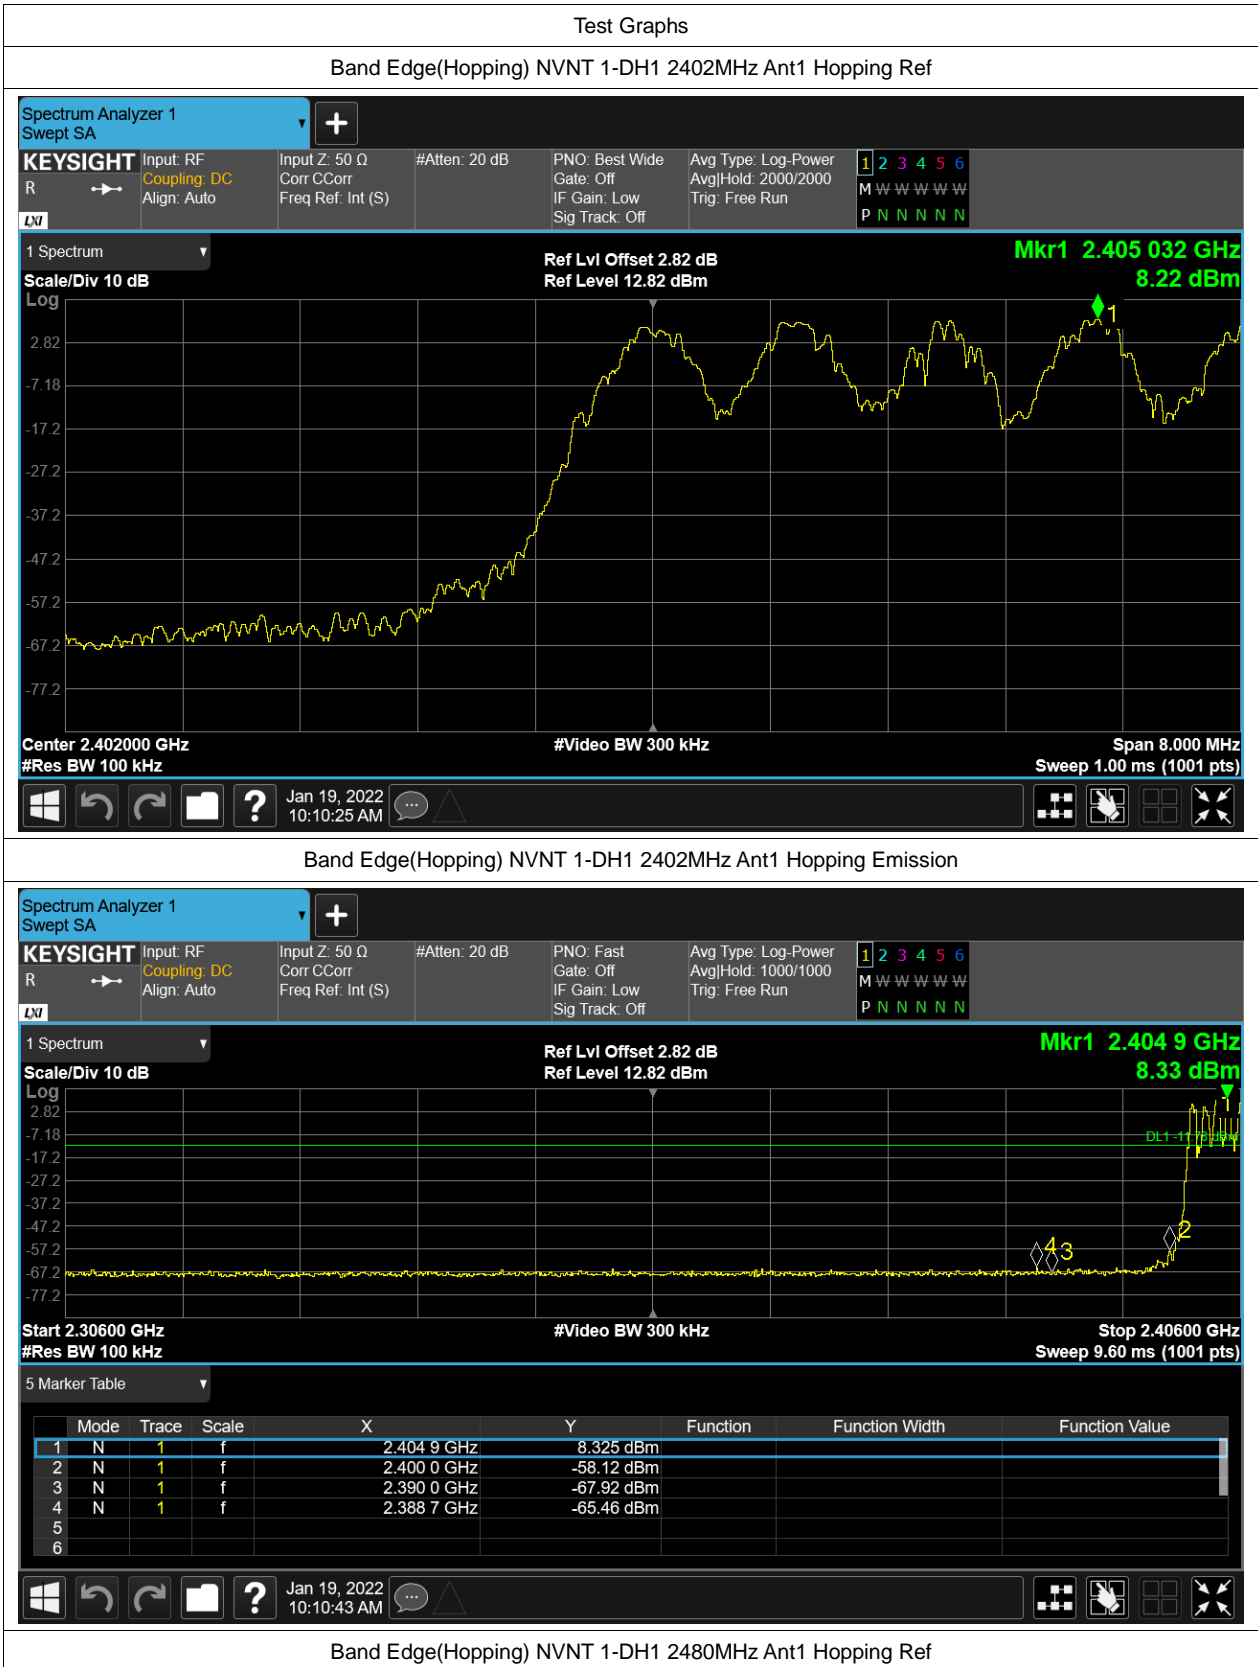 Test Graphs
Band Edge(Hopping) NVNT 1-DH1 2402MHz Ant1 Hopping Ref
Spectrum Analyzer 1
Swept SA
KEYSIGHT
R
LXI
Input: RF
Coupling: DC
Align: Auto
Input Z: 50 Ω
Corr CCorr
Freq Ref: Int (S)
#Atten: 20 dB
PNO: Best Wide
Gate: Off
IF Gain: Low
Sig Track: Off
Avg Type: Log-Power
Avg|Hold: 2000/2000
Trig: Free Run
1 2 3 4 5 6
M W W W W W
P N N N N N
1 Spectrum
Scale/Div 10 dB
Log
Ref Lvl Offset 2.82 dB
Ref Level 12.82 dBm
Mkr1 2.405 032 GHz
8.22 dBm
1
2.82
-7.18
-17.2
-27.2
-37.2
-47.2
-57.2
-67.2
-77.2
Center 2.402000 GHz
#Res BW 100 kHz
#Video BW 300 kHz
Span 8.000 MHz
Sweep 1.00 ms (1001 pts)
Jan 19, 2022
10:10:25 AM
Band Edge(Hopping) NVNT 1-DH1 2402MHz Ant1 Hopping Emission
Spectrum Analyzer 1
Swept SA
KEYSIGHT
R
LXI
Input: RF
Coupling: DC
Align: Auto
Input Z: 50 Ω
Corr CCorr
Freq Ref: Int (S)
#Atten: 20 dB
PNO: Fast
Gate: Off
IF Gain: Low
Sig Track: Off
Avg Type: Log-Power
Avg|Hold: 1000/1000
Trig: Free Run
1 2 3 4 5 6
M W W W W W
P N N N N N
1 Spectrum
Scale/Div 10 dB
Log
Ref Lvl Offset 2.82 dB
Ref Level 12.82 dBm
Mkr1 2.404 9 GHz
8.33 dBm
1
2.82
-7.18
DL1 -11.78 dBm
-17.2
-27.2
-37.2
-47.2
2
-57.2
4 3
-67.2
-77.2
Start 2.30600 GHz
#Res BW 100 kHz
#Video BW 300 kHz
Stop 2.40600 GHz
Sweep 9.60 ms (1001 pts)
5 Marker Table
Mode Trace Scale X Y Function Function Width Function Value
1 N 1 f 2.404 9 GHz 8.325 dBm
2 N 1 f 2.400 0 GHz -58.12 dBm
3 N 1 f 2.390 0 GHz -67.92 dBm
4 N 1 f 2.388 7 GHz -65.46 dBm
5
6
Jan 19, 2022
10:10:43 AM
Band Edge(Hopping) NVNT 1-DH1 2480MHz Ant1 Hopping Ref